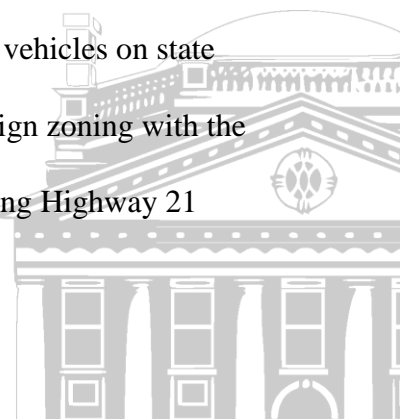 vehicles on state
ign zoning with the
ng Highway 21